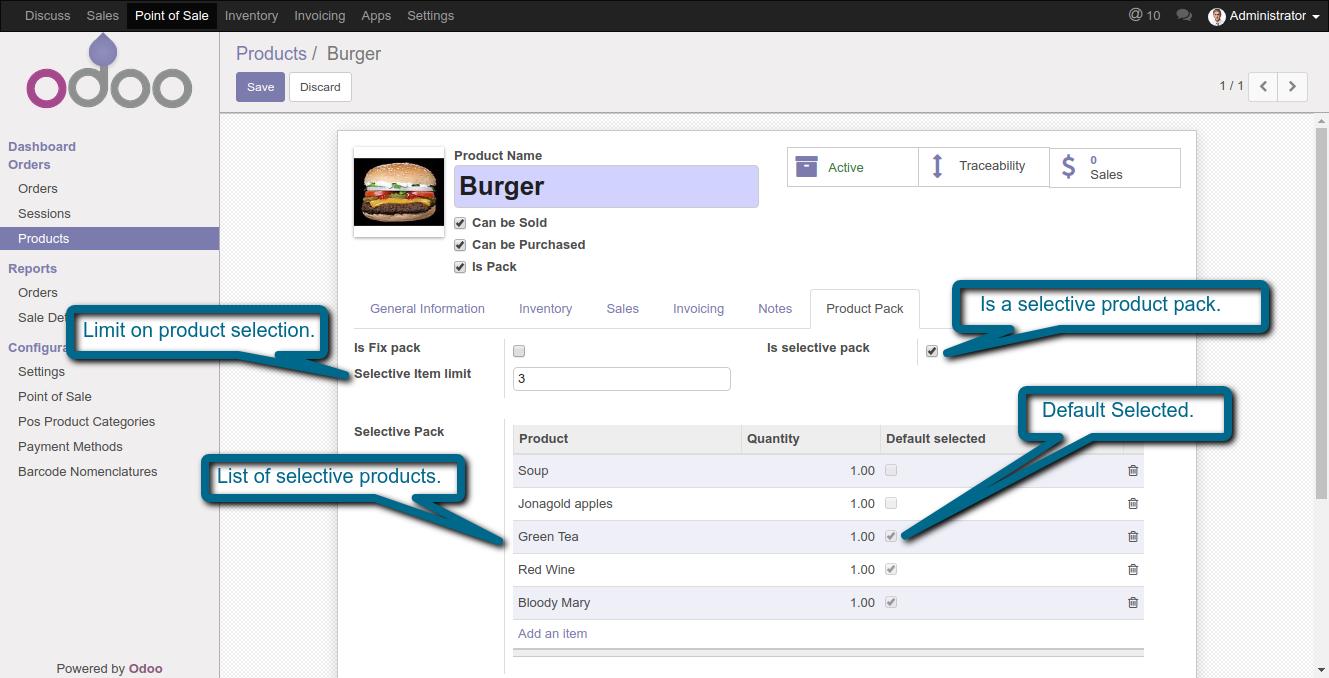 Discuss Sales Point of Sale Inventory Invoicing Apps Settings @ 10 Administrator
odoo
Dashboard
Orders
Orders
Sessions
Products
Reports
Orders
Sale Det
Configura
Settings
Point of Sale
Pos Product Categories
Payment Methods
Barcode Nomenclatures
Powered by Odoo
Products / Burger
Save Discard
1 / 1
Product Name
Burger
Can be Sold
Can be Purchased
Is Pack
Active
Traceability
0
Sales
General Information Inventory Sales Invoicing Notes Product Pack
Is a selective product pack.
Limit on product selection.
Is Fix pack
Is selective pack
Selective Item limit 3
Default Selected.
Selective Pack
Product Quantity Default selected
List of selective products.
Soup 1.00
Jonagold apples 1.00
Green Tea 1.00
Red Wine 1.00
Bloody Mary 1.00
Add an item